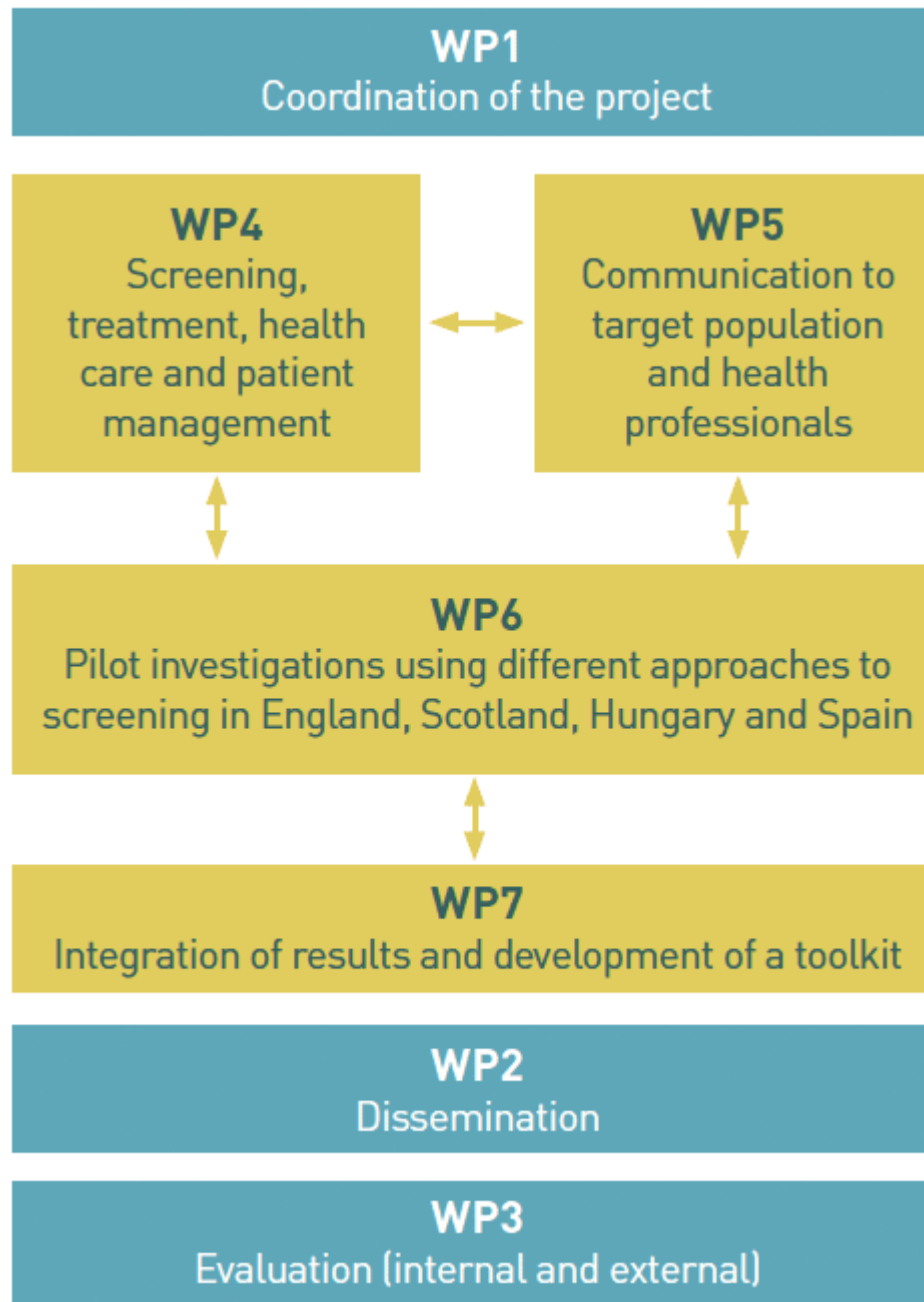 WP1
Coordination of the project
WP4
Screening,
treatment, health
care and patient
management
WP5
Communication to
target population
and health
professionals
WP6
Pilot investigations using different approaches to
screening in England, Scotland, Hungary and Spain
WP7
Integration of results and development of a toolkit
WP2
Dissemination
WP3
Evaluation (internal and external)